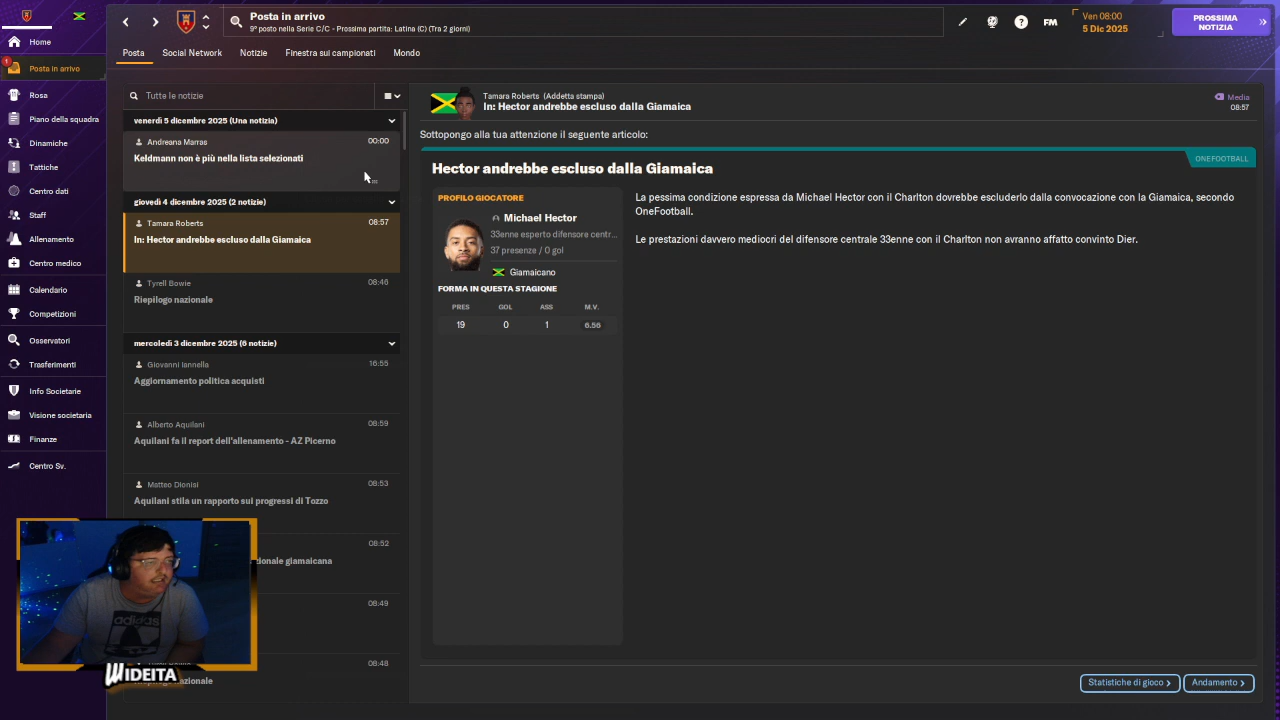 Posta in arrivo
9° posto nella Serie C/C - Prossima partita: Latina (C) (Tra 2 giorni)
FM
Ven 08:00
5 Dic 2025
PROSSIMA
NOTIZIA
Posta
Social Network
Notizie
Finestra sui campionati
Mondo
Home
1
Posta in arrivo
Rosa
Piano della squadra
Dinamiche
Tattiche
Centro dati
Staff
Allenamento
Centro medico
Calendario
Competizioni
Osservatori
Trasferimenti
Info Societarie
Visione societaria
Finanze
Centro Sv.
Tutte le notizie
venerdì 5 dicembre 2025 (Una notizia)
Andreana Marras
00:00
Keldmann non è più nella lista selezionati
giovedì 4 dicembre 2025 (2 notizie)
Tamara Roberts
08:57
In: Hector andrebbe escluso dalla Giamaica
Tyrell Bowie
08:46
Riepilogo nazionale
mercoledì 3 dicembre 2025 (6 notizie)
Giovanni Iannella
16:55
Aggiornamento politica acquisti
Alberto Aquilani
08:59
Aquilani fa il report dell'allenamento - AZ Picerno
Matteo Dionisi
08:53
Aquilani stila un rapporto sui progressi di Tozzo
08:52
giamaicana
08:49
08:48
Tamara Roberts (Addetta stampa)
In: Hector andrebbe escluso dalla Giamaica
Media
08:57
Sottopongo alla tua attenzione il seguente articolo:
ONEFOOTBALL
Hector andrebbe escluso dalla Giamaica
PROFILO GIOCATORE
Michael Hector
33enne esperto difensore centr...
37 presenze / 0 gol
Giamaicano
FORMA IN QUESTA STAGIONE
PRES GOL ASS M.V.
19 0 1 6.56
La pessima condizione espressa da Michael Hector con il Charlton dovrebbe escluderlo dalla convocazione con la Giamaica, secondo
OneFootball.
Le prestazioni davvero mediocri del difensore centrale 33enne con il Charlton non avranno affatto convinto Dier.
Statistiche di gioco
Andamento
adidas
WIDEITA